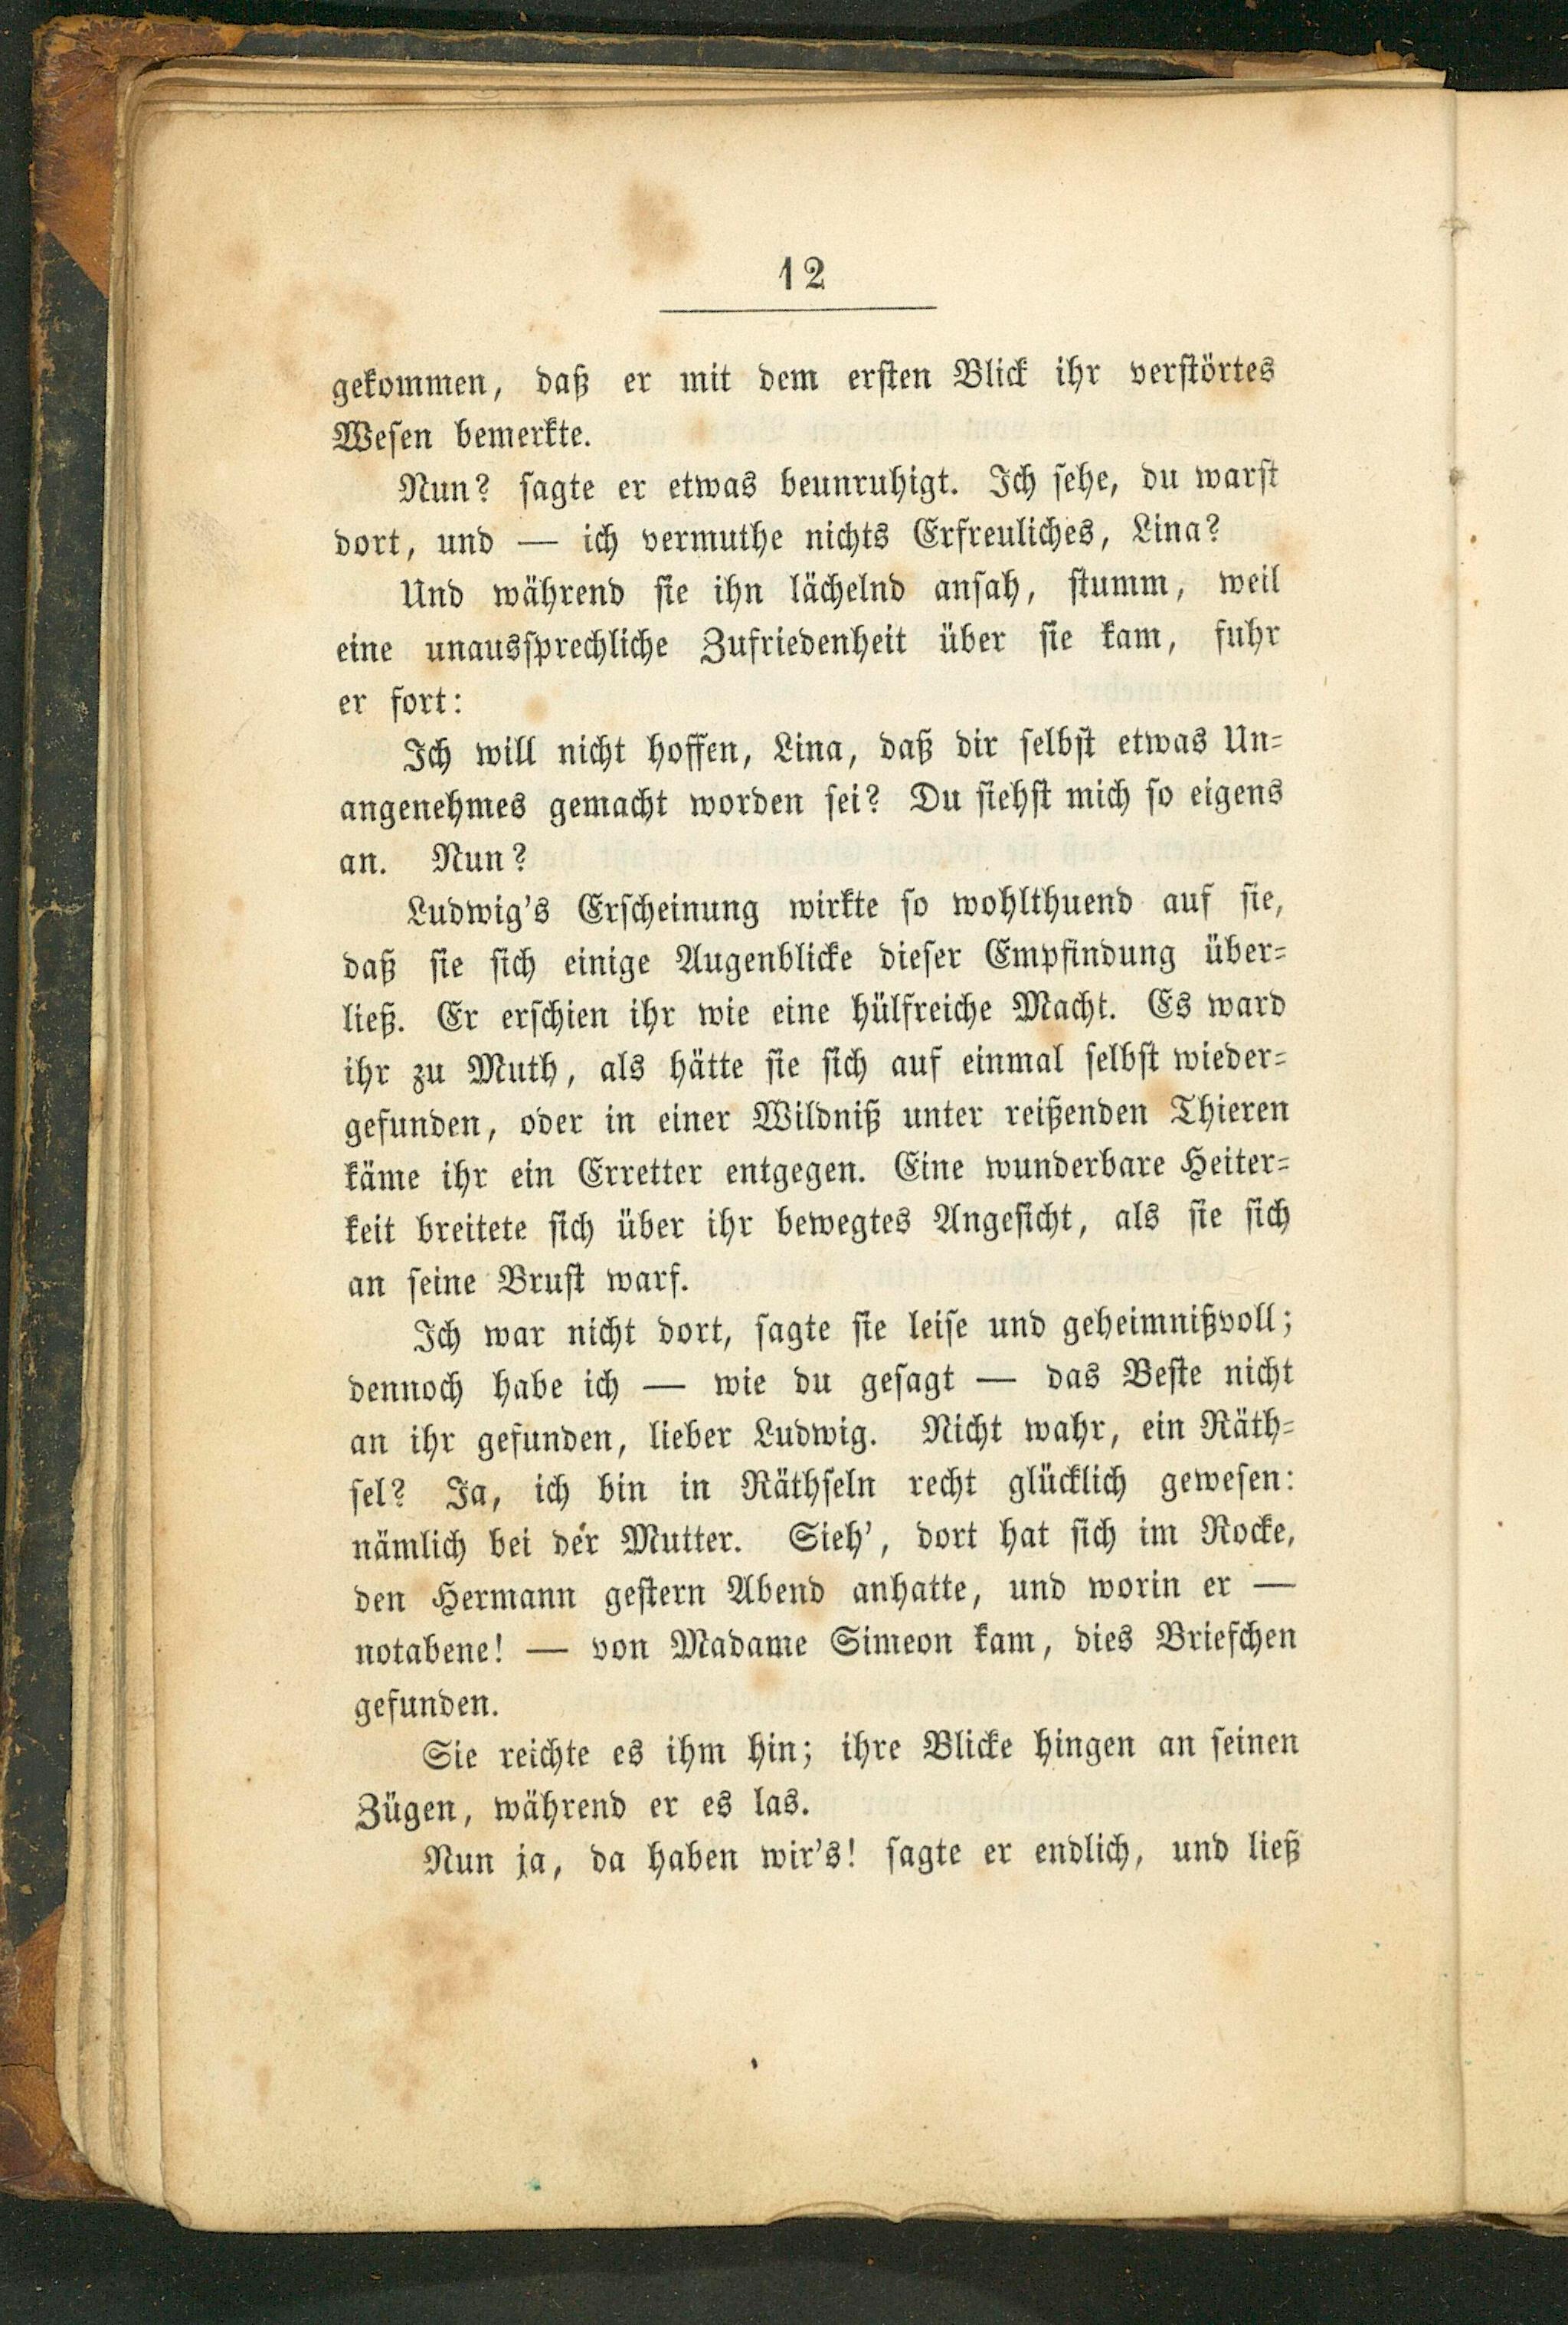 12
gekommen, daß er mit dem ersten Blick ihr verstörtes
Wesen bemerkte.
Nun? sagte er etwas beunruhigt. Ich sehe, du warst
dort, und — ich vermuthe nichts Erfreuliches, Lina?
Und während sie ihn lächelnd ansah, stumm, weil
eine unaussprechliche Zufriedenheit über sie kam, fuhr
er fort:
Ich will nicht hoffen, Lina, daß dir selbst etwas Un-
angenehmes gemacht worden sei? Du siehst mich so eigens
an. Nun?
Ludwig's Erscheinung wirkte so wohlthuend auf sie,
daß sie sich einige Augenblicke dieser Empfindung über-
ließ. Er erschien ihr wie eine hülfreiche Macht. Es ward
ihr zu Muth, als hätte sie sich auf einmal selbst wieder-
gefunden, oder in einer Wildniß unter reißenden Thieren
käme ihr ein Erretter entgegen. Eine wunderbare Heiter-
keit breitete sich über ihr bewegtes Angesicht, als sie sich
an seine Brust warf.
Ich war nicht dort, sagte sie leise und geheimnißvoll;
dennoch habe ich — wie du gesagt — das Beste nicht
an ihr gefunden, lieber Ludwig. Nicht wahr, ein Räth-
sel? Ja, ich bin in Räthseln recht glücklich gewesen:
nämlich bei der Mutter. Sieh', dort hat sich im Rocke,
den Hermann gestern Abend anhatte, und worin er —
notabene! — von Madame Simeon kam, dies Briefchen
gefunden.
Sie reichte es ihm hin; ihre Blicke hingen an seinen
Zügen, während er es las.
Nun ja, da haben wir's! sagte er endlich, und ließ